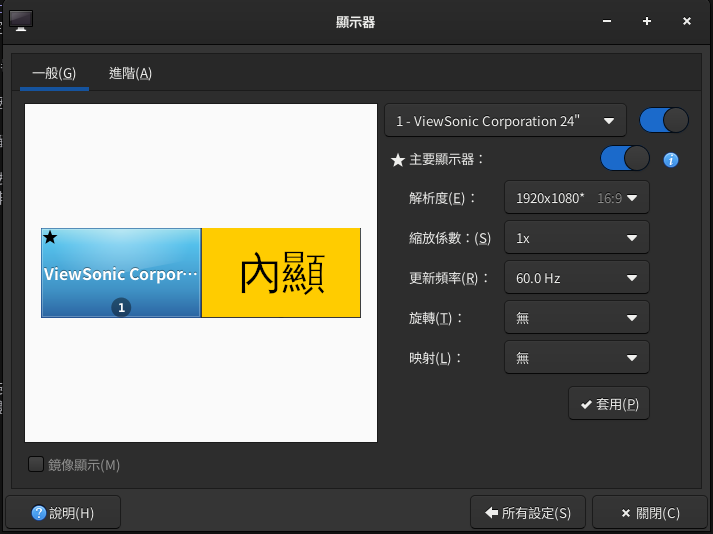 顯示器
一般(G)
進階(A)
1 - ViewSonic Corporation 24"
主要顯示器：
解析度(E)：
1920x1080* 16:9
縮放係數：(S)
1x
更新頻率(R)：
60.0 Hz
旋轉(T)：
無
映射(L)：
無
套用(P)
ViewSonic Corpor…
1
內顯
鏡像顯示(M)
說明(H)
所有設定(S)
關閉(C)